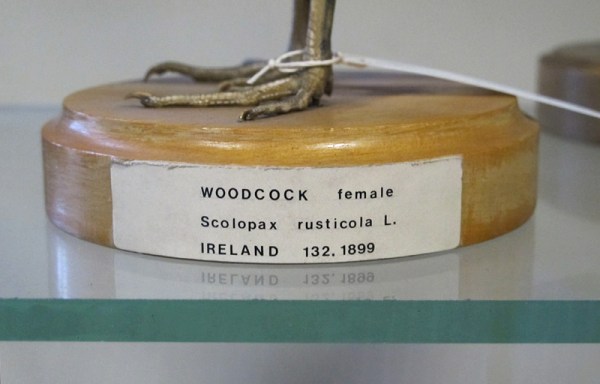 WOODCOCK female
Scolopax rusticola L.
IRELAND 132. 1899